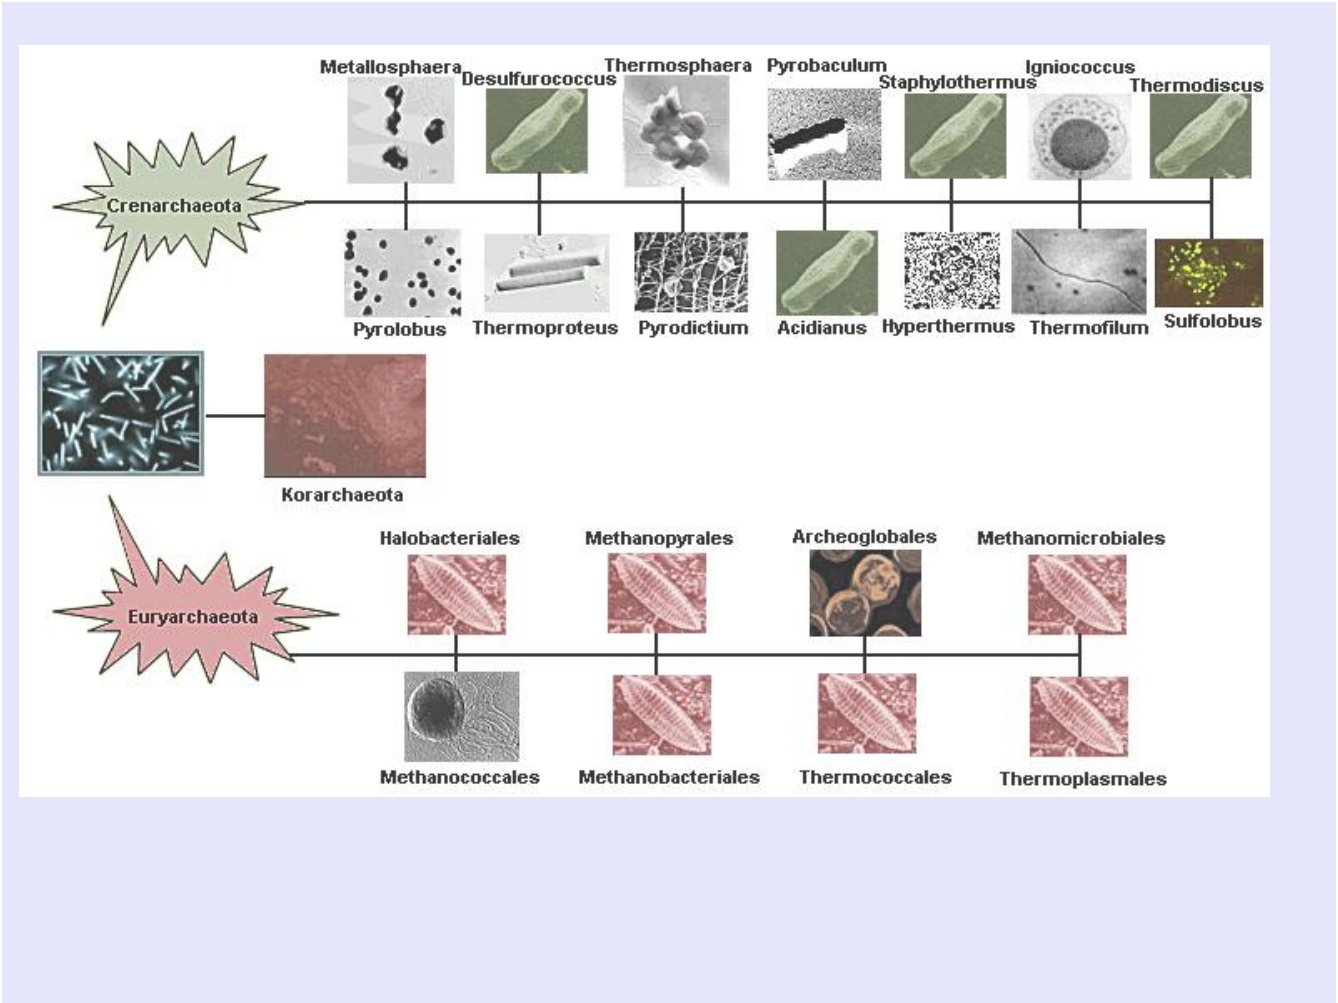 Metallosphaera
Desulfurococcus
Thermosphaera
Pyrobaculum
Staphylothermus
Igniococcus
Thermodiscus
Crenarchaeota
Pyrolobus
Thermoproteus
Pyrodictium
Acidianus
Hyperthermus
Thermofilum
Sulfolobus
Korarchaeota
Halobacteriales
Methanopyrales
Archeoglobales
Methanomicrobiales
Euryarchaeota
Methanococcales
Methanobacteriales
Thermococcales
Thermoplasmales